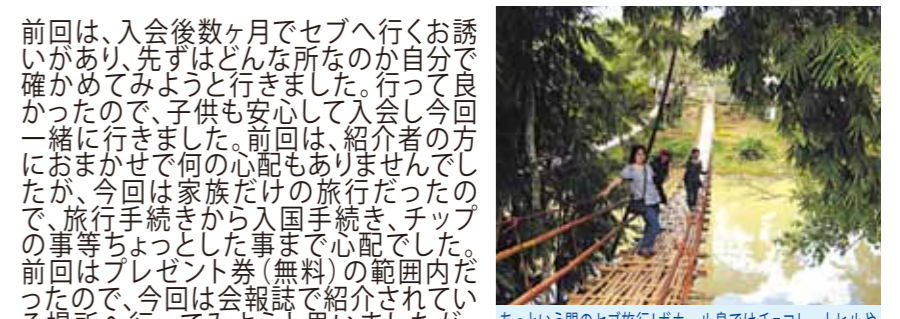 前回は、入会後数ヶ月でセブへ行くお誘
いがあり、先ずはどんな所なのか自分で
確かめてみようと行きました。行って良
かったので、子供も安心して入会し今回
一緒に行きました。前回は、紹介者の方
におまかせで何の心配もありませんでし
たが、今回は家族だけの旅行だったの
で、旅行手続きから入国手続き、チップ
の事等ちょっとした事まで心配でした。
前回はプレゼント券（無料）の範囲内だ
ったので、今回は会報誌で紹介されてい